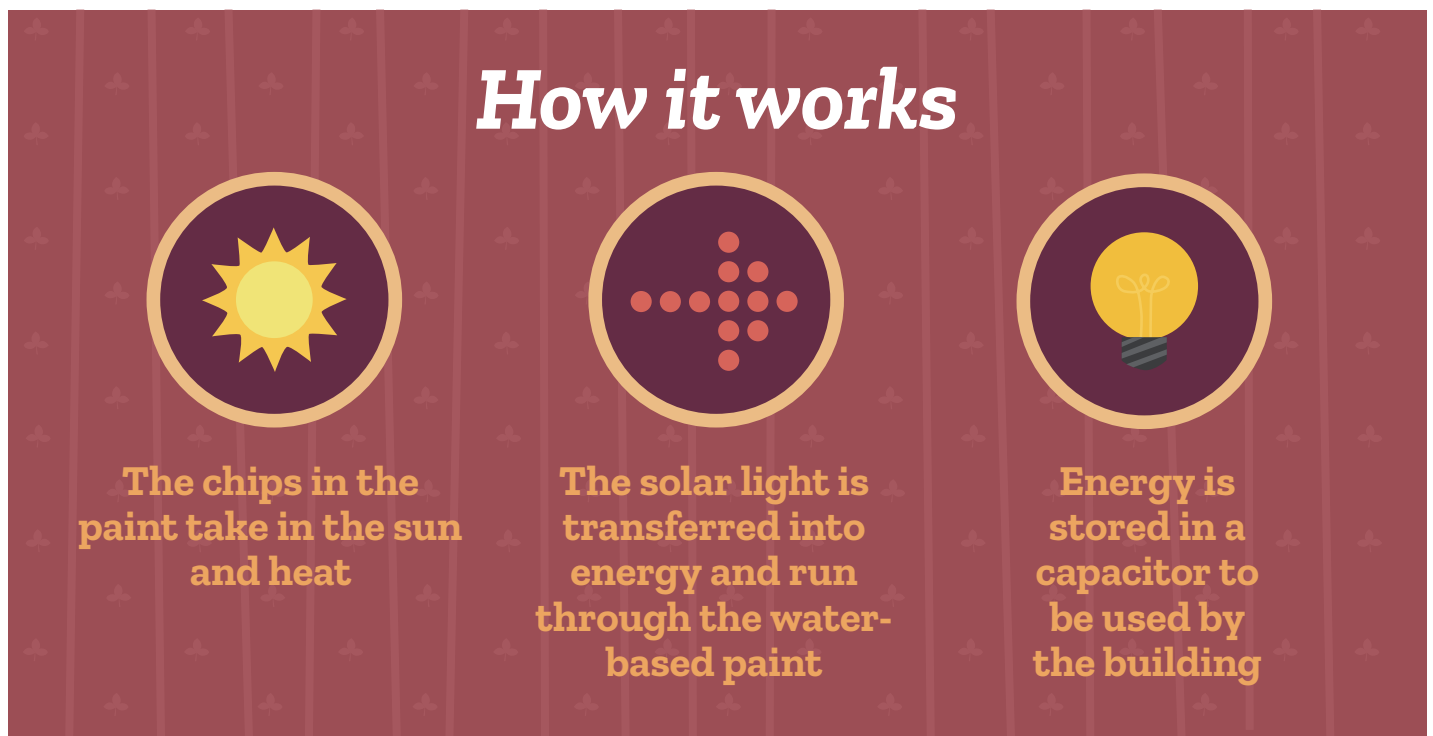 How it works
The chips in the
paint take in the sun
and heat
The solar light is
transferred into
energy and run
through the water-
based paint
Energy is
stored in a
capacitor to
be used by
the building